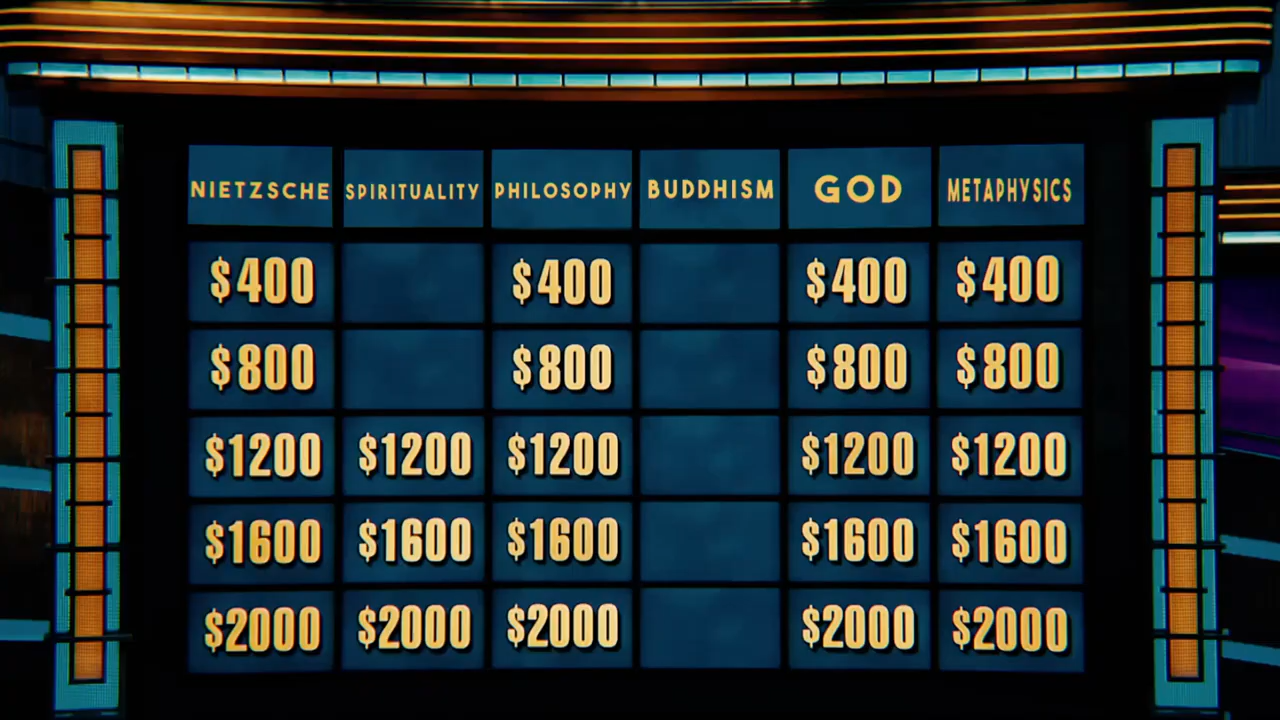 NIETZSCHE SPIRITUALITY PHILOSOPHY BUDDHISM GOD METAPHYSICS
$400 $400 $400 $400
$800 $800 $800 $800
$1200 $1200 $1200 $1200 $1200
$1600 $1600 $1600 $1600 $1600
$2000 $2000 $2000 $2000 $2000